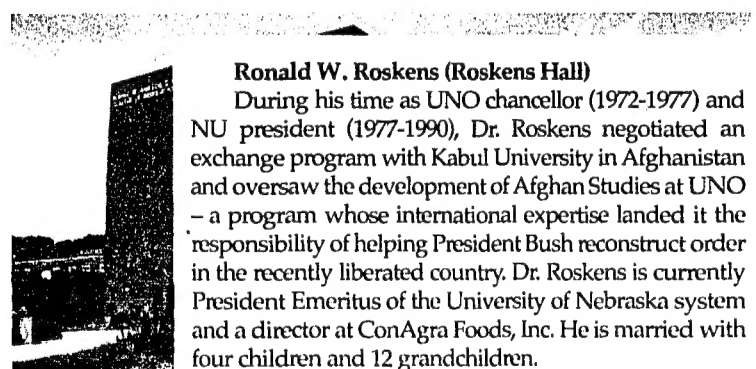 Ronald W. Roskens (Roskens Hall)
During his time as UNO chancellor (1972-1977) and
NU president (1977-1990), Dr. Roskens negotiated an
exchange program with Kabul University in Afghanistan
and oversaw the development of Afghan Studies at UNO
– a program whose international expertise landed it the
responsibility of helping President Bush reconstruct order
in the recently liberated country. Dr. Roskens is currently
President Emeritus of the University of Nebraska system
and a director at ConAgra Foods, Inc. He is married with
four children and 12 grandchildren.